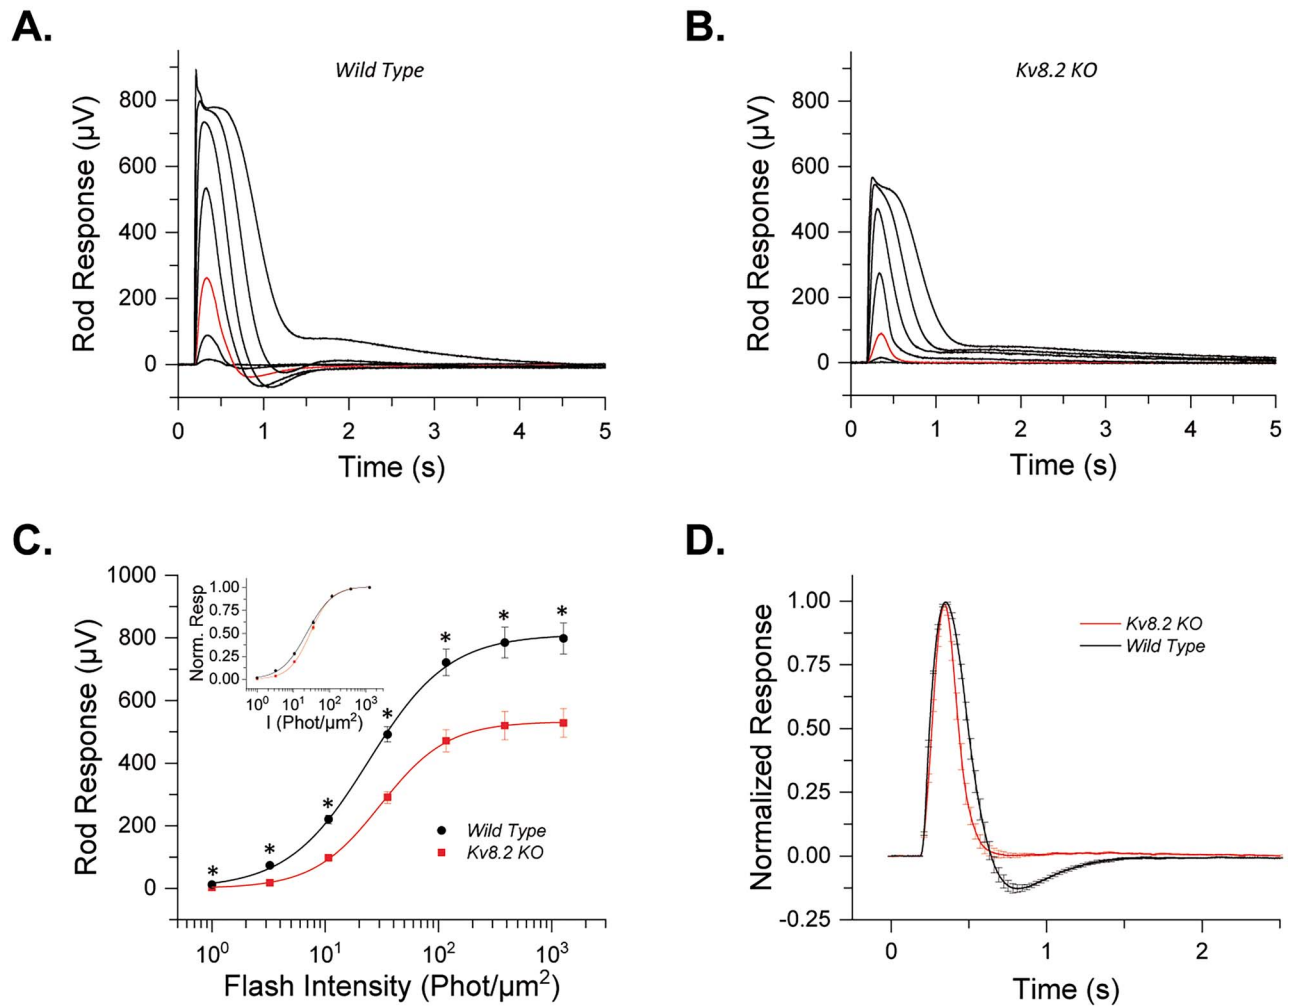 A.
Wild Type
Rod Response (µV)
800
600
400
200
0
0 1 2 3 4 5
Time (s)
B.
Kv8.2 KO
Rod Response (µV)
800
600
400
200
0
0 1 2 3 4 5
Time (s)
C.
Rod Response (µV)
1000
800
600
400
200
0
Norm. Resp
1.00
0.75
0.50
0.25
0.00
10⁰ 10¹ 10² 10³
I (Phot/µm²)
* * * * * * *
Wild Type
Kv8.2 KO
10⁰ 10¹ 10² 10³
Flash Intensity (Phot/µm²)
D.
Normalized Response
1.00
0.75
0.50
0.25
0.00
-0.25
Kv8.2 KO
Wild Type
0 1 2
Time (s)